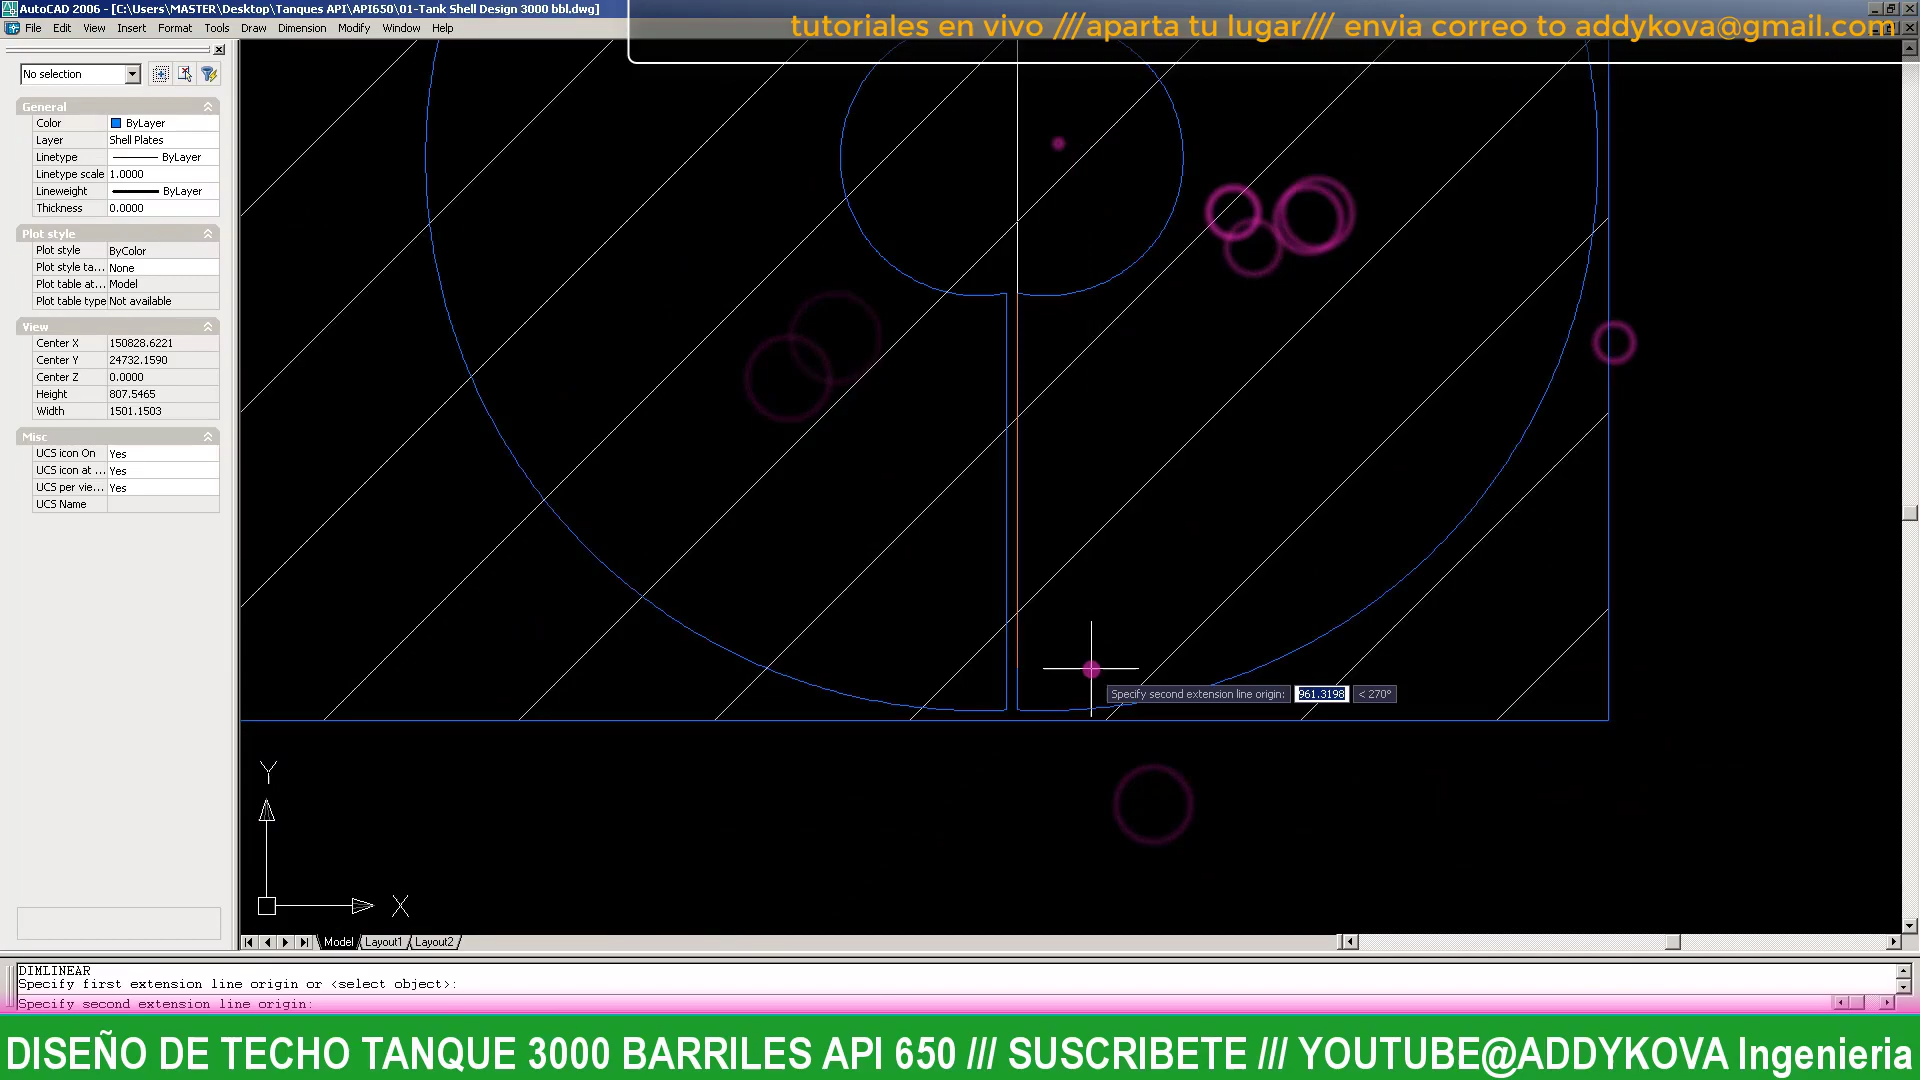 AutoCAD 2006 - [C:\Users\MASTER\Desktop\Tanques API\API650\01-Tank Shell Design 3000 bbl.dwg]
tutoriales en vivo ///aparta tu lugar/// envia correo to addykova@gmail.com
File Edit View Insert Format Tools Draw Dimension Modify Window Help
No selection
General
Color ByLayer
Layer Shell Plates
Linetype ByLayer
Linetype scale 1.0000
Lineweight ByLayer
Thickness 0.0000
Plot style
Plot style ByColor
Plot style ta... None
Plot table at... Model
Plot table type Not available
View
Center X 150828.6221
Center Y 24732.1590
Center Z 0.0000
Height 807.5465
Width 1501.1503
Misc
UCS icon On Yes
UCS icon at ... Yes
UCS per vie... Yes
UCS Name
Specify second extension line origin: 961.3198 < 270°
Y
X
Model Layout1 Layout2
DIMLINEAR
Specify first extension line origin or <select object>:
Specify second extension line origin:
DISEÑO DE TECHO TANQUE 3000 BARRILES API 650 /// SUSCRIBETE /// YOUTUBE@ADDYKOVA Ingenieria